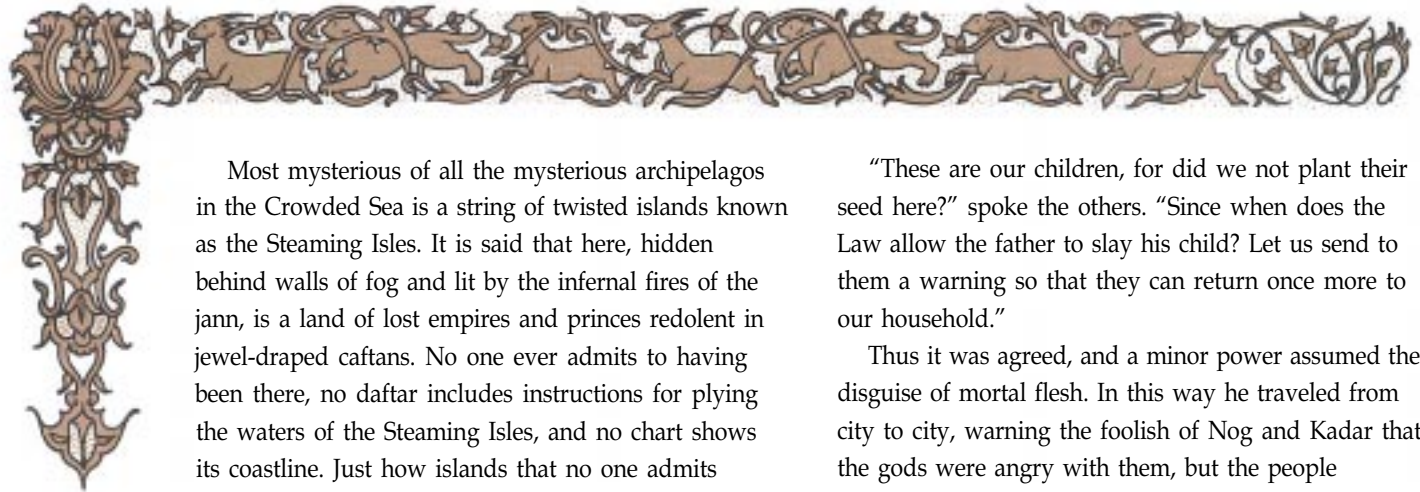 Most mysterious of all the mysterious archipelagos
in the Crowded Sea is a string of twisted islands known
as the Steaming Isles. It is said that here, hidden
behind walls of fog and lit by the infernal fires of the
jann, is a land of lost empires and princes redolent in
jewel-draped caftans. No one ever admits to having
been there, no daftar includes instructions for plying
the waters of the Steaming Isles, and no chart shows
its coastline. Just how islands that no one admits
“These are our children, for did we not plant their
seed here?” spoke the others. “Since when does the
Law allow the father to slay his child? Let us send to
them a warning so that they can return once more to
our household.”
Thus it was agreed, and a minor power assumed the
disguise of mortal flesh. In this way he traveled from
city to city, warning the foolish of Nog and Kadar that
the gods were angry with them, but the people